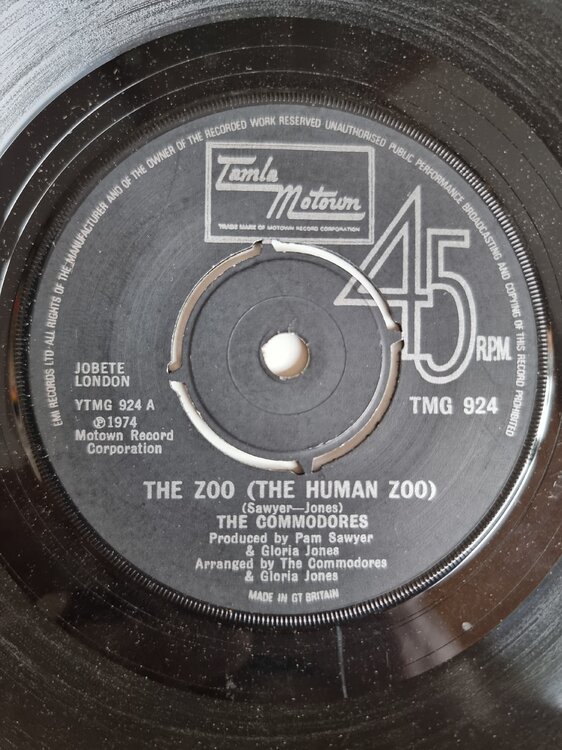 EMI RECORDS LTD·ALL RIGHTS OF THE MANUFACTURER AND OF THE OWNER OF THE RECORDED WORK RESERVED UNAUTHORISED PUBLIC PERFORMANCE BROADCASTING AND COPYING OF THIS RECORD PROHIBITED
Tamla
Motown
TRADE MARK OF MOTOWN RECORD CORPORATION
45
R.P.M.
JOBETE
LONDON
YTMG 924 A
℗1974
Motown Record
Corporation
TMG 924
THE ZOO (THE HUMAN ZOO)
(Sawyer—Jones)
THE COMMODORES
Produced by Pam Sawyer
& Gloria Jones
Arranged by The Commodores
& Gloria Jones
MADE IN GT BRITAIN